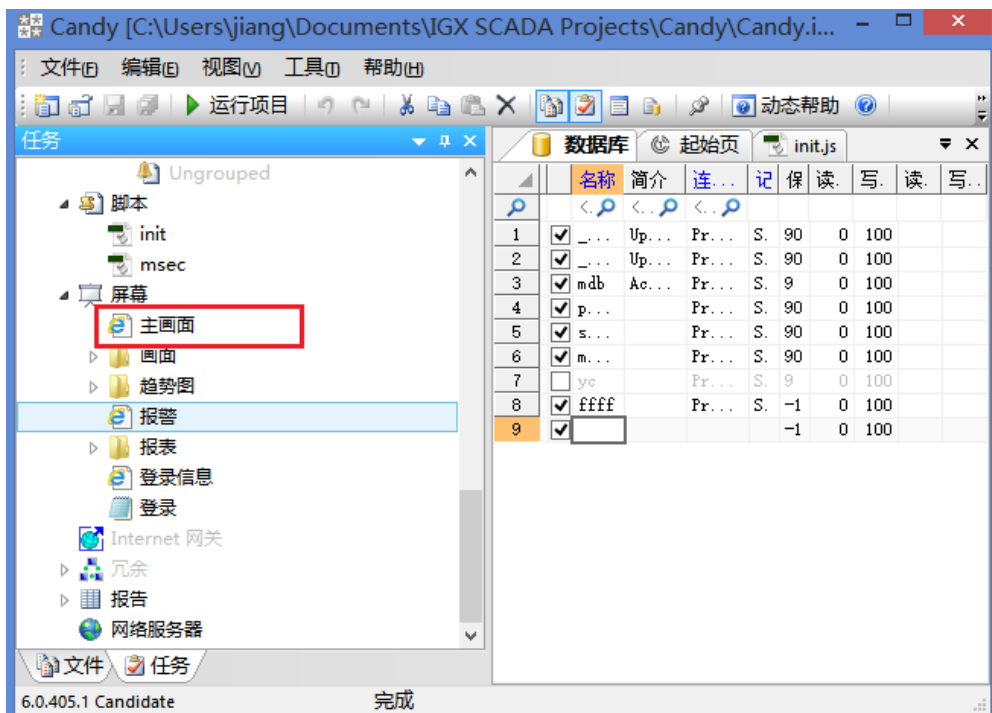 Candy [C:\Users\jiang\Documents\IGX SCADA Projects\Candy\Candy.i...
文件(F) 编辑(E) 视图(V) 工具(T) 帮助(H)
运行项目 动态帮助
任务
Ungrouped
脚本
init
msec
屏幕
主画面
画面
趋势图
报警
报表
登录信息
登录
Internet 网关
冗余
报告
网络服务器
文件 任务
6.0.405.1 Candidate 完成
数据库 起始页 init.js
名称 简介 连... 记 保 读. 写. 读. 写..
<. <.. <..
1 _... Up... Pr... S. 90 0 100
2 _... Up... Pr... S. 90 0 100
3 mdb Ac... Pr... S. 9 0 100
4 p... Pr... S. 90 0 100
5 s... Pr... S. 90 0 100
6 m... Pr... S. 90 0 100
7 yc Pr... S. 9 0 100
8 ffff Pr... S. -1 0 100
9 -1 0 100